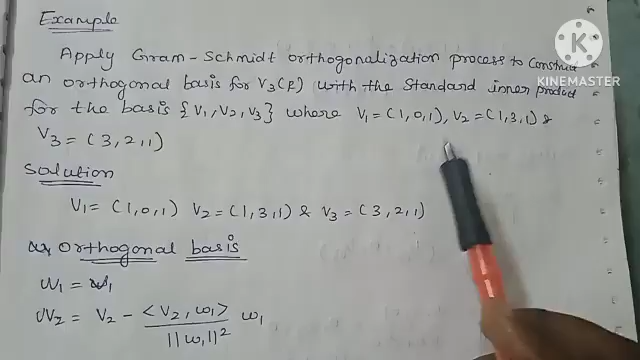 Example
K
KINEMASTER
Apply Gram-Schmidt orthogonalization process to Construct
an orthogonal basis for V₃(R) with the Standard inner product
for the basis {V₁, V₂, V₃} where V₁ = (1, 0, 1), V₂ = (1, 3, 1) &
V₃ = (3, 2, 1)
Solution
V₁ = (1, 0, 1) V₂ = (1, 3, 1) & V₃ = (3, 2, 1)
Orthogonal basis
w₁ = v₁
w₂ = V₂ - <V₂, w₁> / ||w₁||² w₁